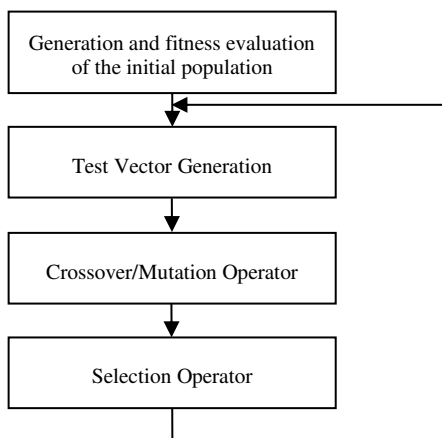 Generation and fitness evaluation
of the initial population
Test Vector Generation
Crossover/Mutation Operator
Selection Operator